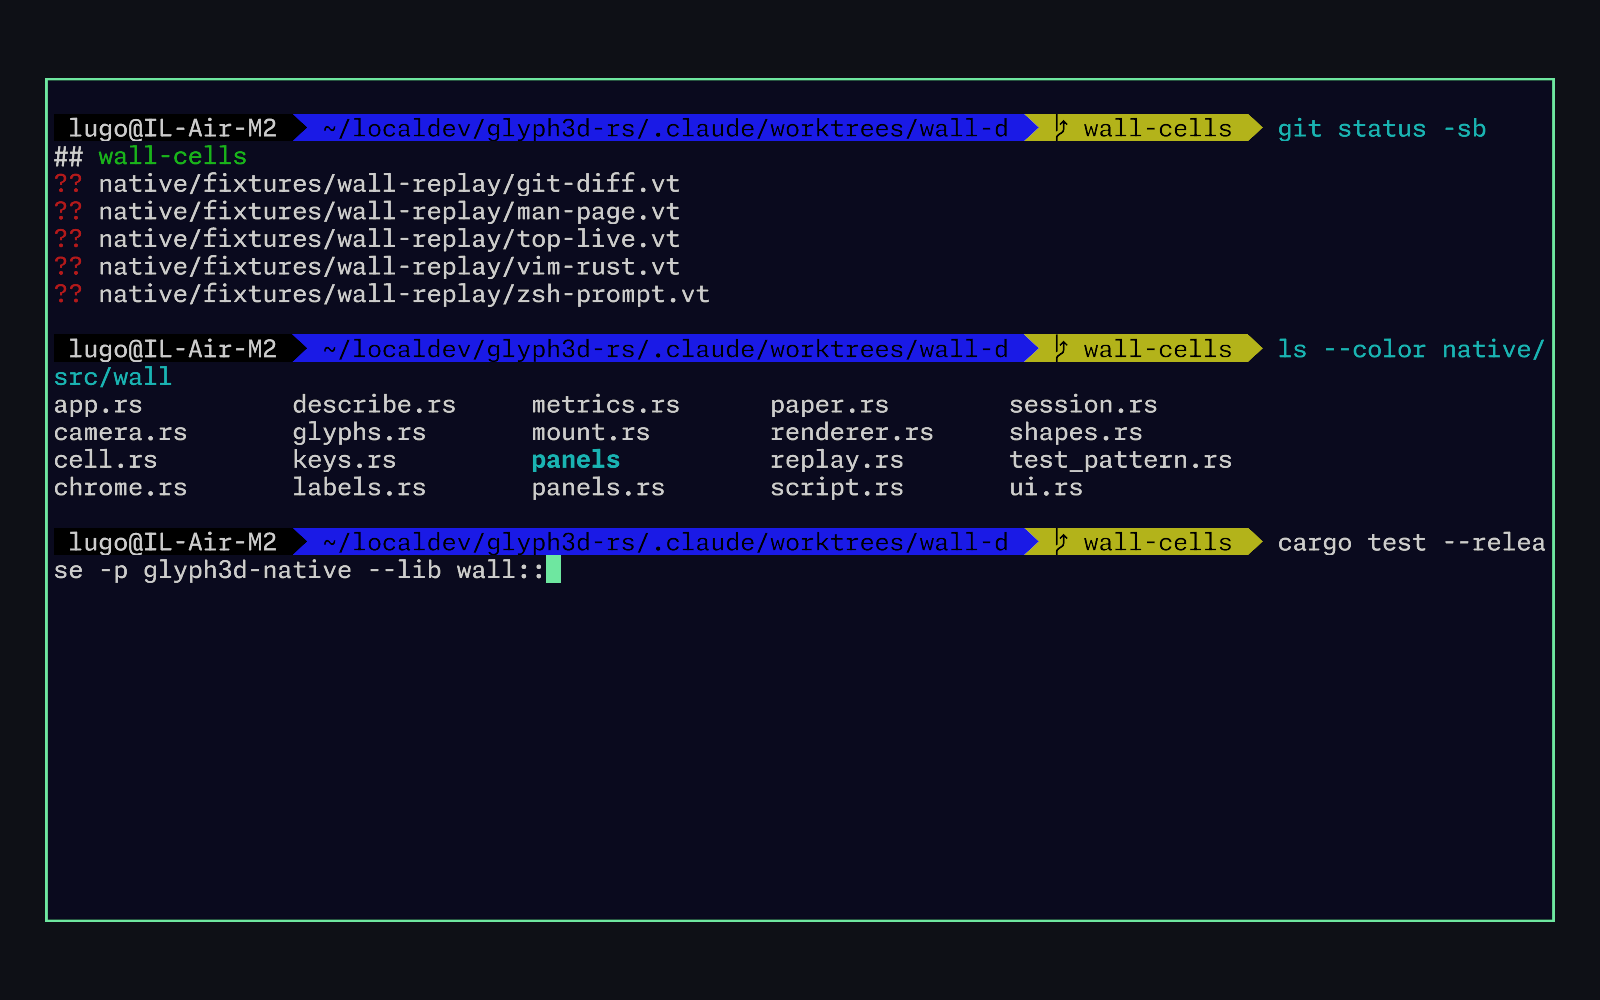 lugo@IL-Air-M2 ~/localdev/glyph3d-rs/.claude/worktrees/wall-d wall-cells git status -sb
## wall-cells
?? native/fixtures/wall-replay/git-diff.vt
?? native/fixtures/wall-replay/man-page.vt
?? native/fixtures/wall-replay/top-live.vt
?? native/fixtures/wall-replay/vim-rust.vt
?? native/fixtures/wall-replay/zsh-prompt.vt
lugo@IL-Air-M2 ~/localdev/glyph3d-rs/.claude/worktrees/wall-d wall-cells ls --color native/
src/wall
app.rs describe.rs metrics.rs paper.rs session.rs
camera.rs glyphs.rs mount.rs renderer.rs shapes.rs
cell.rs keys.rs panels replay.rs test_pattern.rs
chrome.rs labels.rs panels.rs script.rs ui.rs
lugo@IL-Air-M2 ~/localdev/glyph3d-rs/.claude/worktrees/wall-d wall-cells cargo test --relea
se -p glyph3d-native --lib wall::